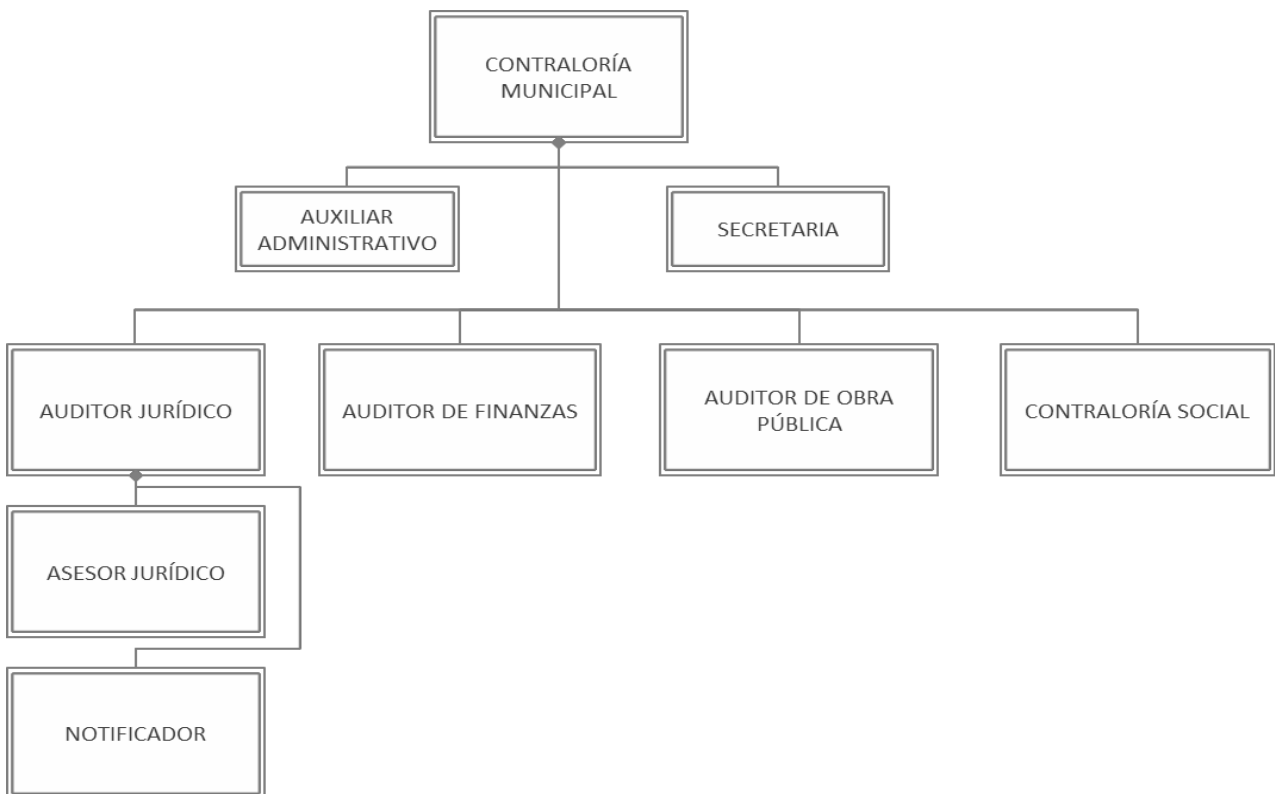 CONTRALORÍA
MUNICIPAL
AUXILIAR
ADMINISTRATIVO
SECRETARIA
AUDITOR JURÍDICO
AUDITOR DE FINANZAS
AUDITOR DE OBRA
PÚBLICA
CONTRALORÍA SOCIAL
ASESOR JURÍDICO
NOTIFICADOR